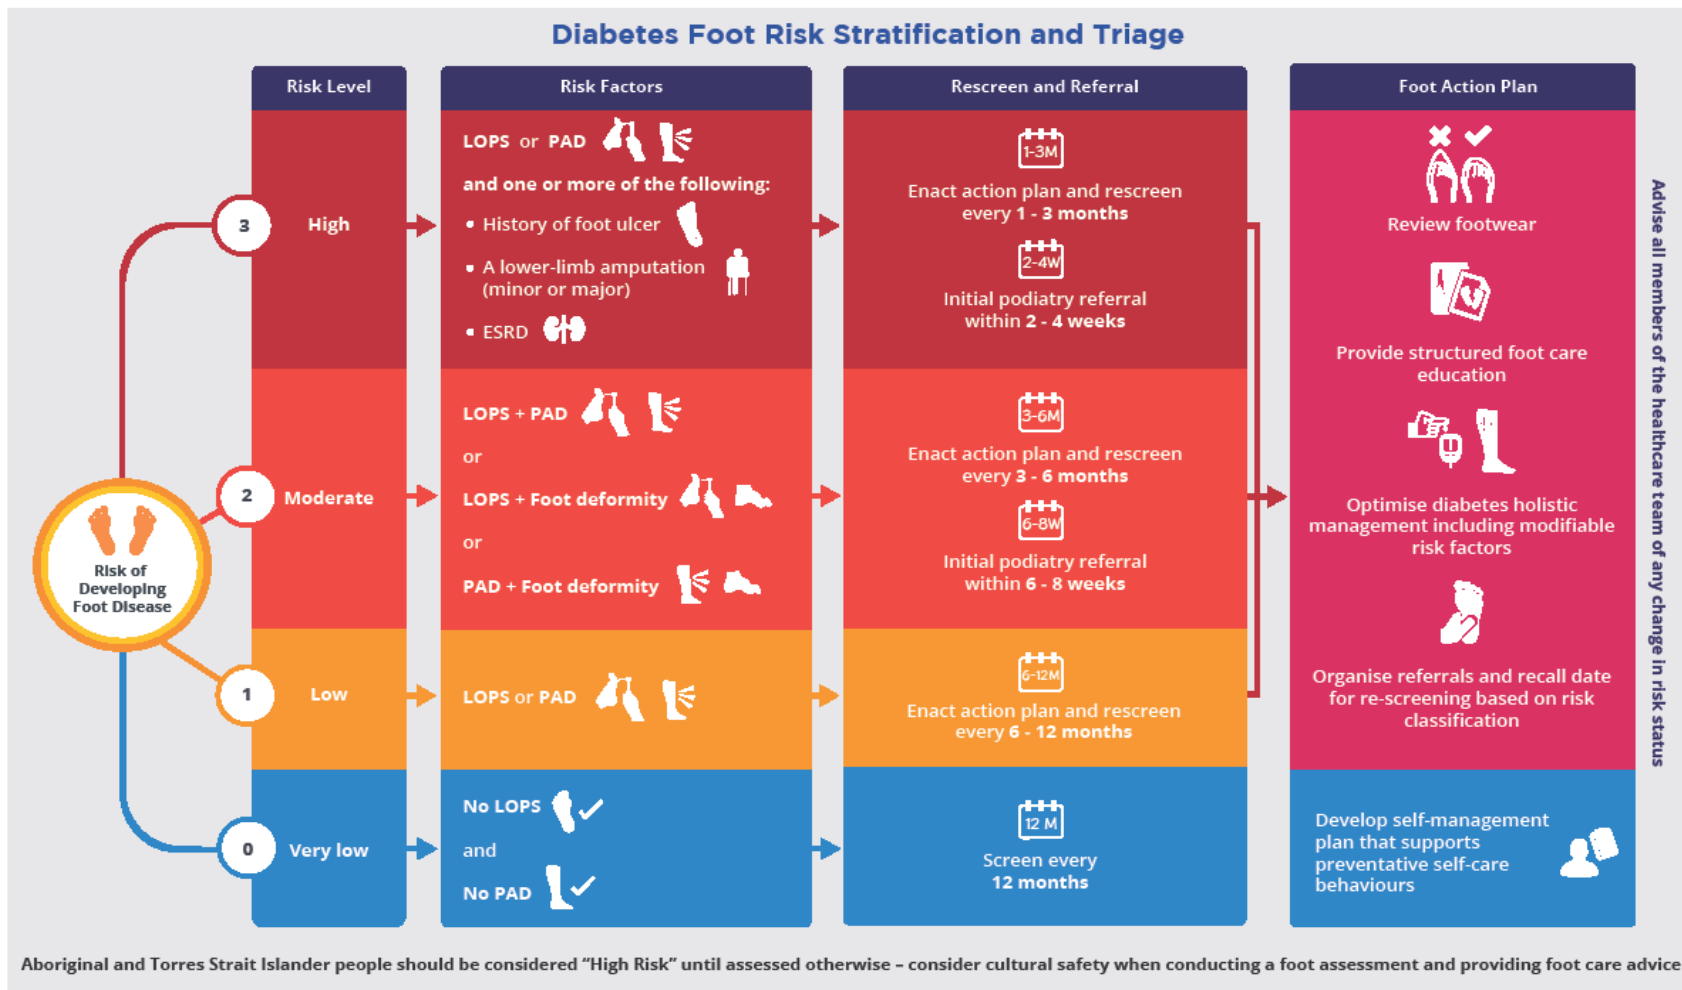 Diabetes Foot Risk Stratification and Triage
Risk Level
Risk Factors
Rescreen and Referral
Foot Action Plan
Risk of
Developing
Foot Disease
3
High
LOPS or PAD
and one or more of the following:
• History of foot ulcer
• A lower-limb amputation
(minor or major)
• ESRD
1-3M
Enact action plan and rescreen
every 1 - 3 months
2-4W
Initial podiatry referral
within 2 - 4 weeks
2
Moderate
LOPS + PAD
or
LOPS + Foot deformity
or
PAD + Foot deformity
3-6M
Enact action plan and rescreen
every 3 - 6 months
6-8W
Initial podiatry referral
within 6 - 8 weeks
1
Low
LOPS or PAD
6-12M
Enact action plan and rescreen
every 6 - 12 months
Review footwear
Provide structured foot care
education
Optimise diabetes holistic
management including modifiable
risk factors
Organise referrals and recall date
for re-screening based on risk
classification
0
Very low
No LOPS
and
No PAD
12 M
Screen every
12 months
Develop self-management
plan that supports
preventative self-care
behaviours
Advise all members of the healthcare team of any change in risk status
Aboriginal and Torres Strait Islander people should be considered “High Risk” until assessed otherwise – consider cultural safety when conducting a foot assessment and providing foot care advice